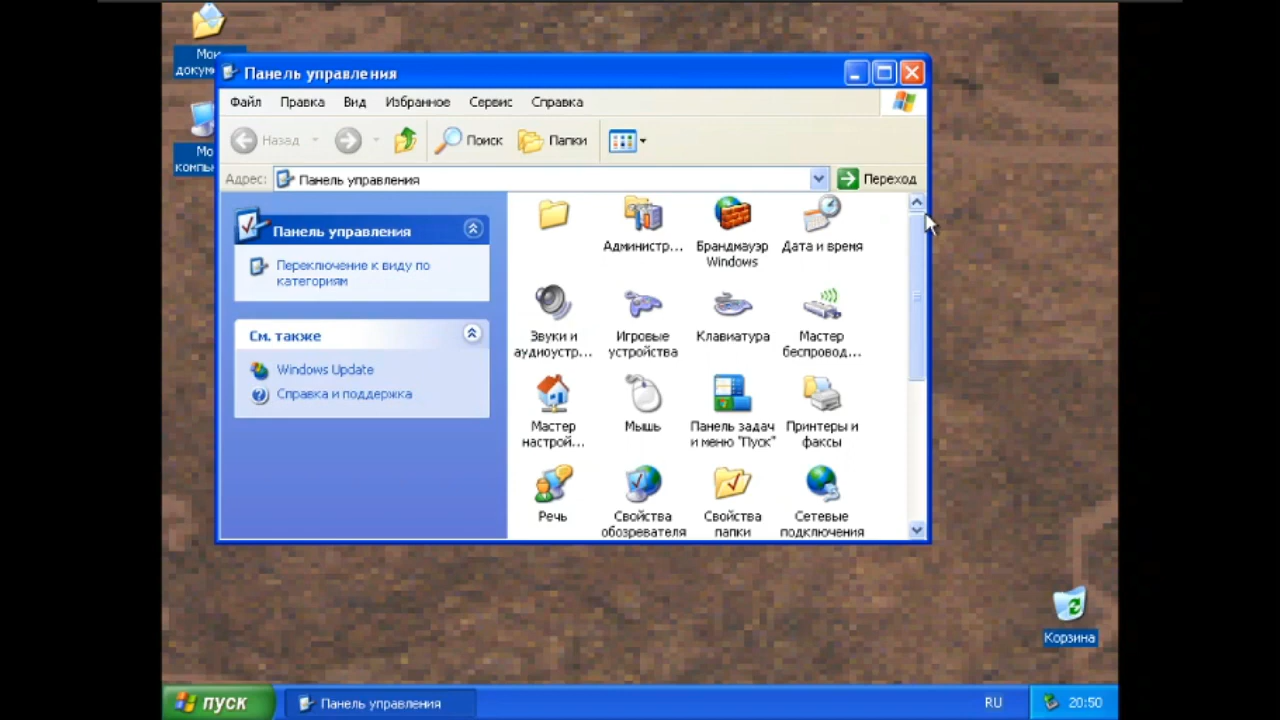 Мои
Панель управления
Файл Правка Вид Избранное Сервис Справка
Назад Поиск Папки
Мо
Адрес: Панель управления Переход
Панель управления
Переключение к виду по
категориям
См. также
Windows Update
Справка и поддержка
Администр...
Брандмауэр
Windows
Дата и время
Звуки и
аудиоустр...
Игровые
устройства
Клавиатура
Мастер
беспровод...
Мастер
настрой...
Мышь
Панель задач
и меню "Пуск"
Принтеры и
факсы
Речь
Свойства
обозревателя
Свойства
папки
Сетевые
подключения
Корзина
пуск Панель управления RU 20:50